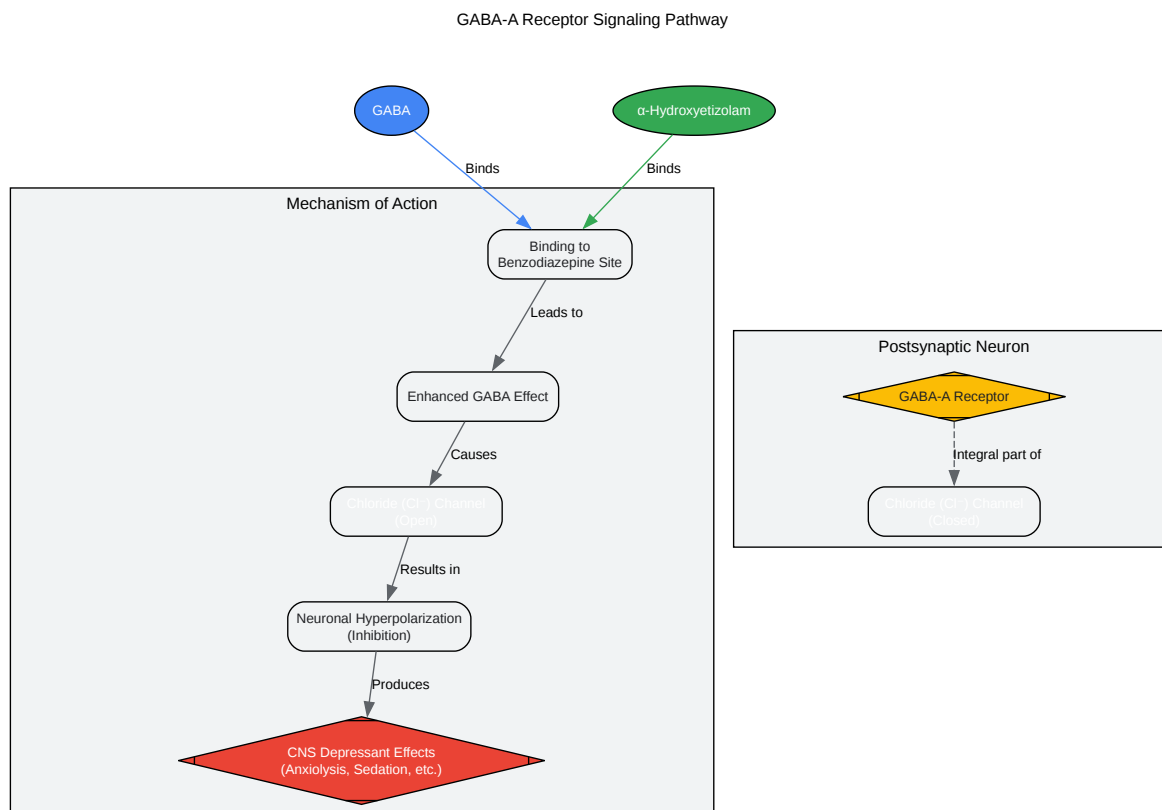 GABA-A Receptor Signaling Pathway
GABA
α-Hydroxyetizolam
Binds
Binds
Mechanism of Action
Binding to
Benzodiazepine Site
Leads to
Enhanced GABA Effect
Causes
Chloride (Cl⁻) Channel
(Open)
Results in
Neuronal Hyperpolarization
(Inhibition)
Produces
CNS Depressant Effects
(Anxiolysis, Sedation, etc.)
Postsynaptic Neuron
GABA-A Receptor
Integral part of
Chloride (Cl⁻) Channel
(Closed)